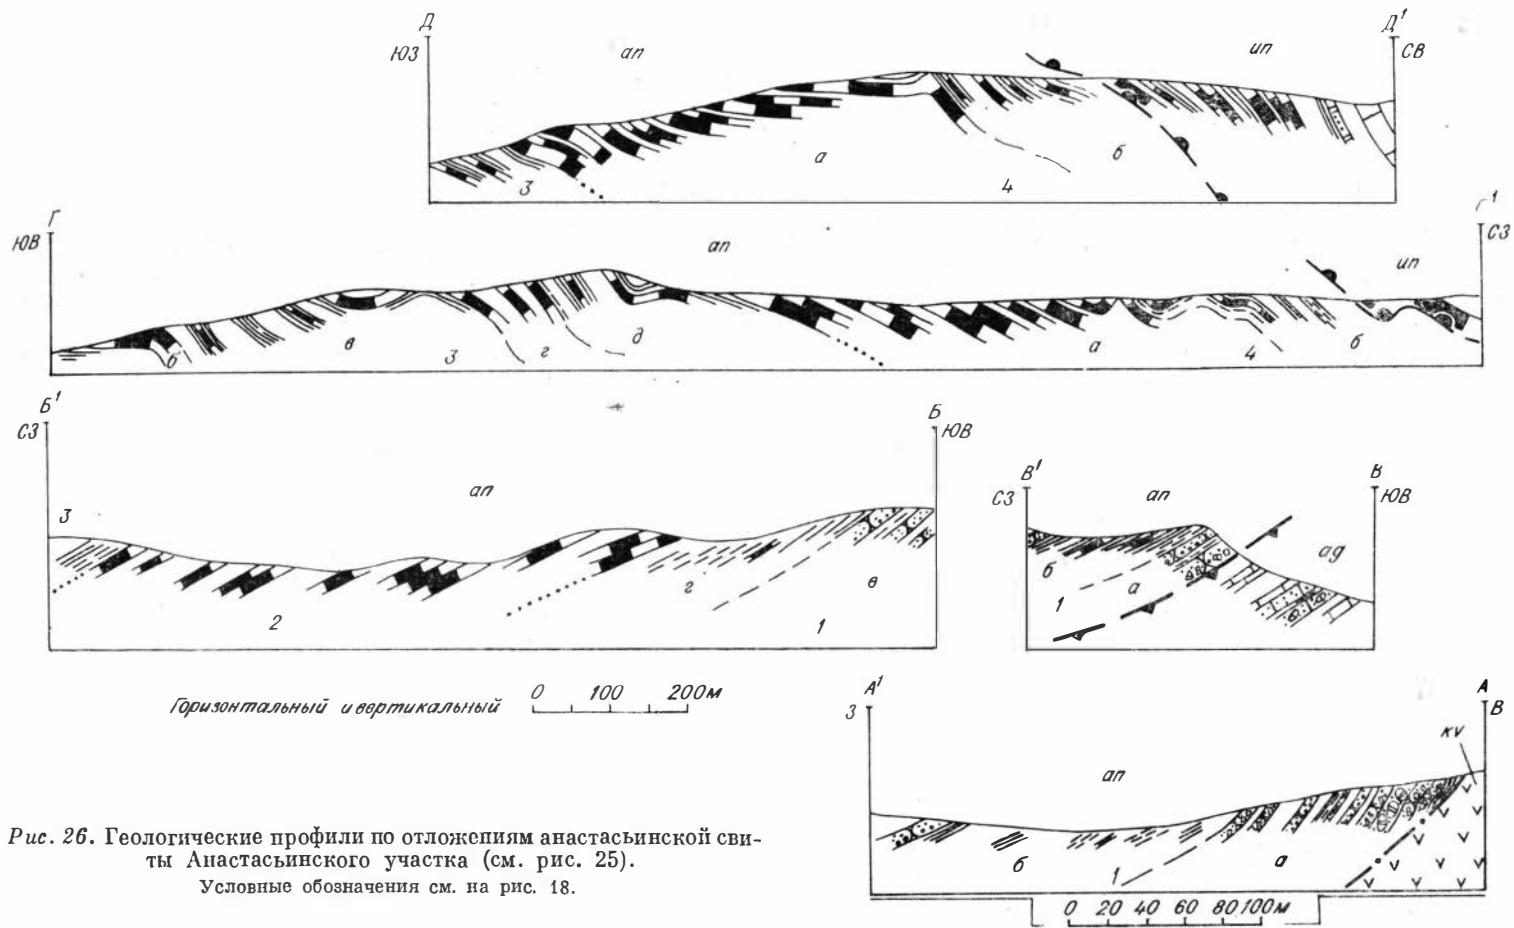 Д Д¹
ЮЗ ап ип СВ
а б
3 4
Г Г¹
ЮВ ап ип СЗ
б в 3 г д а 4 б
Б¹ Б
СЗ ЮВ
ап
3
г в
2 1
В¹ В
СЗ ап ЮВ
ад
б а
1
Горизонтальный и вертикальный 0 100 200м
А¹ А
З В
кv
ап
б 1 а
0 20 40 60 80 100м
Рис. 26. Геологические профили по отложениям анастасьинской сви-
ты Анастасьинского участка (см. рис. 25).
Условные обозначения см. на рис. 18.